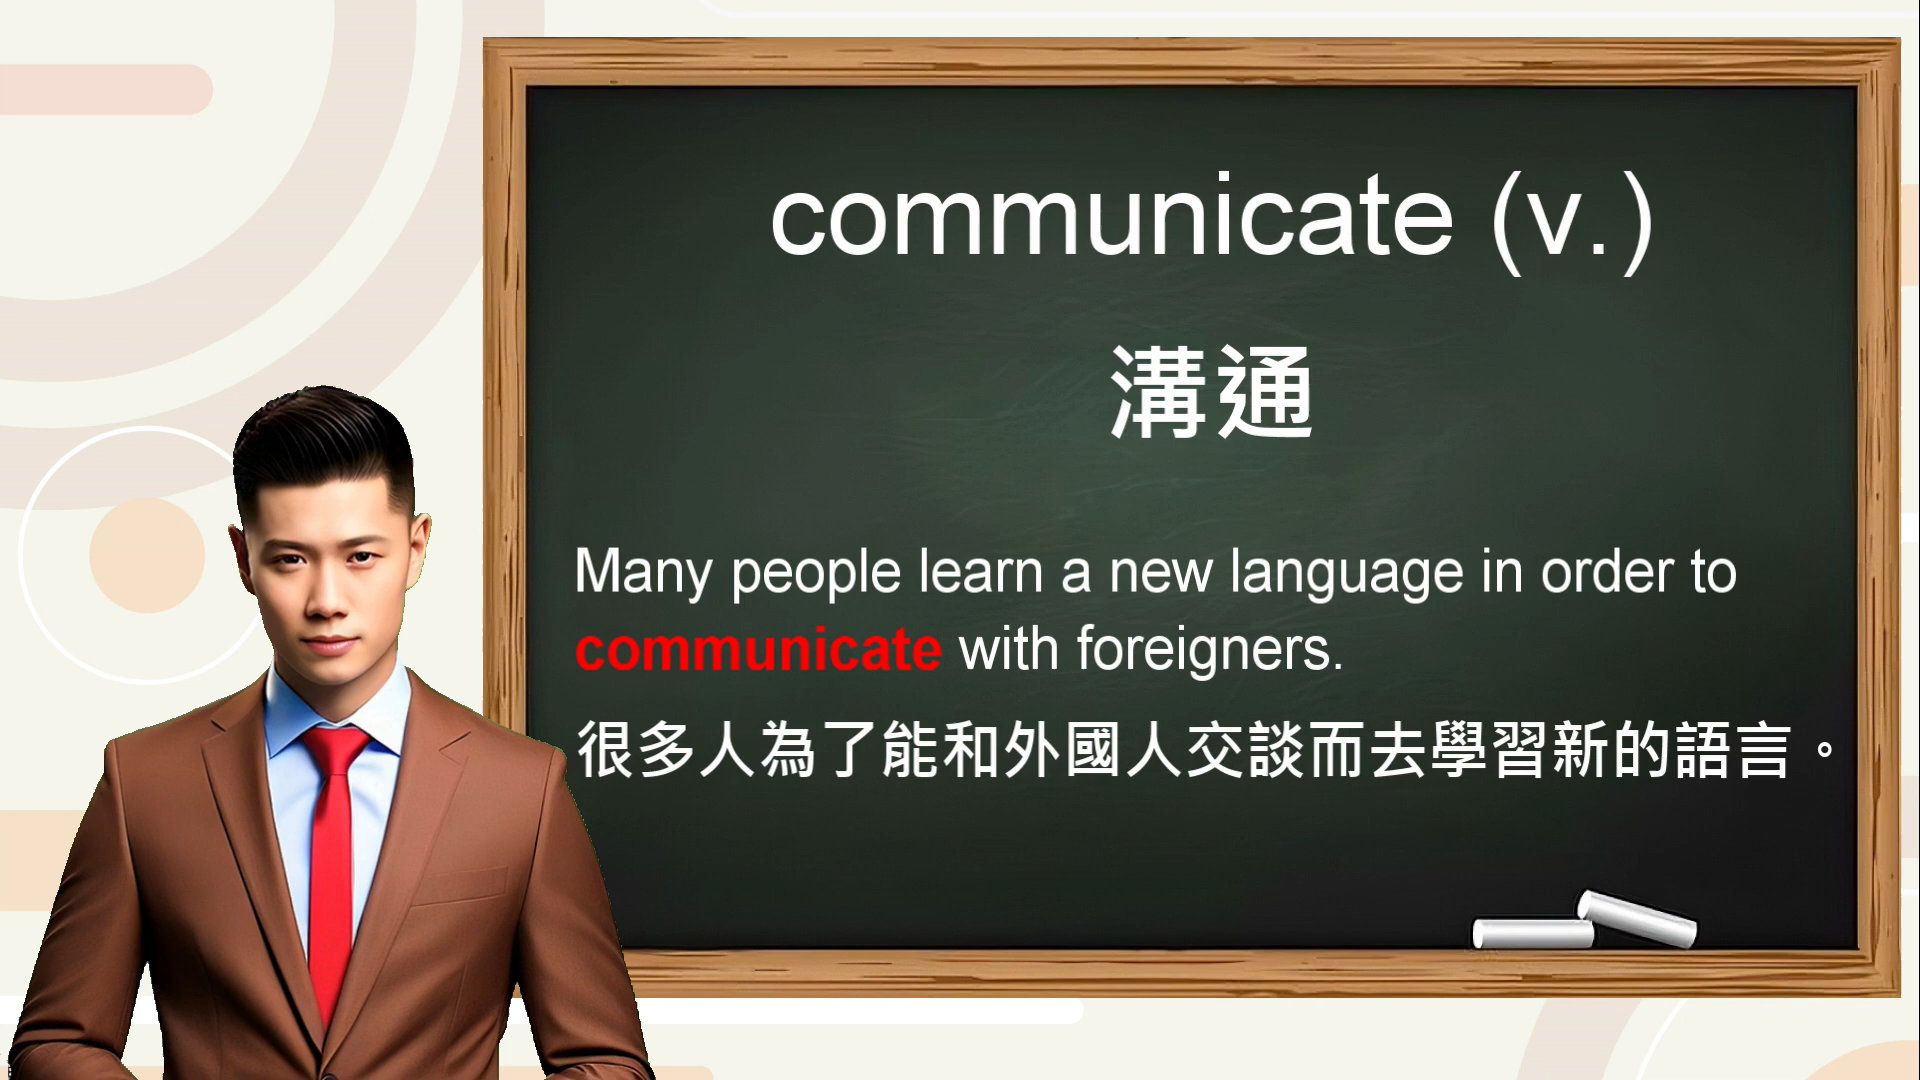 communicate (v.)
溝通
Many people learn a new language in order to
communicate with foreigners.
很多人為了能和外國人交談而去學習新的語言。